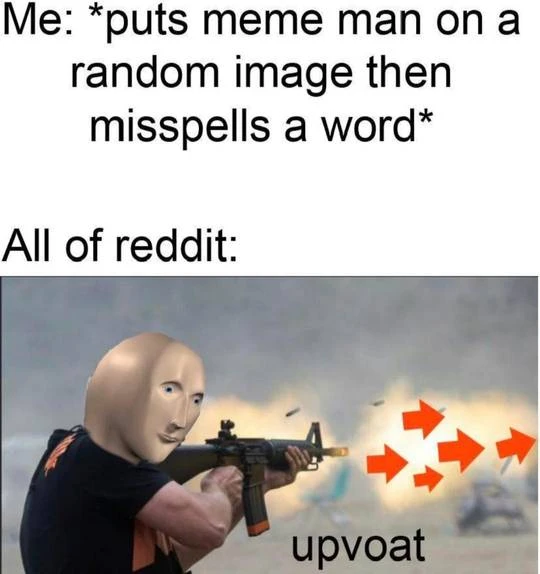 Me: *puts meme man on a
random image then
misspells a word*
All of reddit:
upvoat